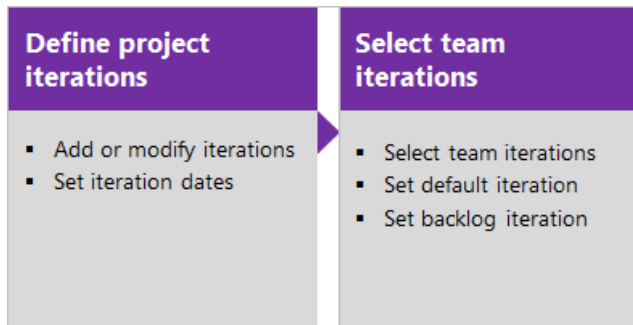 Define project
iterations
▪ Add or modify iterations
▪ Set iteration dates
Select team
iterations
▪ Select team iterations
▪ Set default iteration
▪ Set backlog iteration